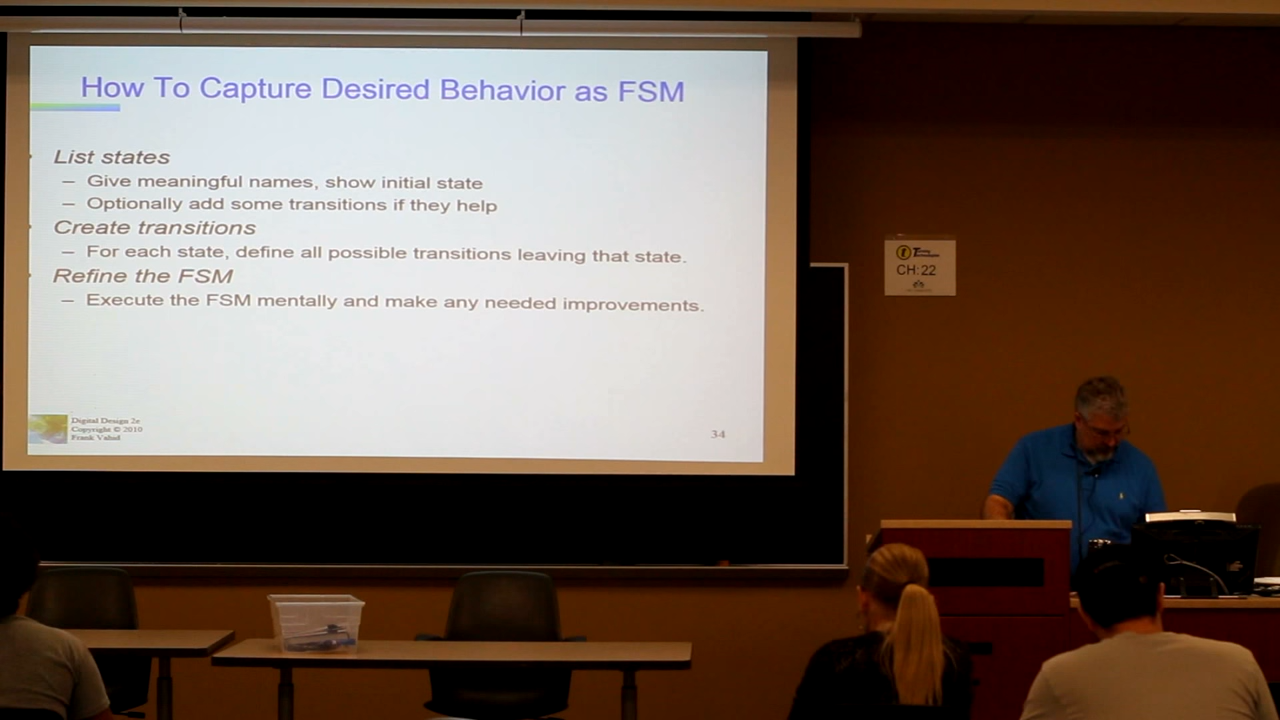 How To Capture Desired Behavior as FSM
List states
– Give meaningful names, show initial state
– Optionally add some transitions if they help
Create transitions
– For each state, define all possible transitions leaving that state.
Refine the FSM
– Execute the FSM mentally and make any needed improvements.
Digital Design 2e
Copyright © 2010
Frank Vahid
34
CH: 22